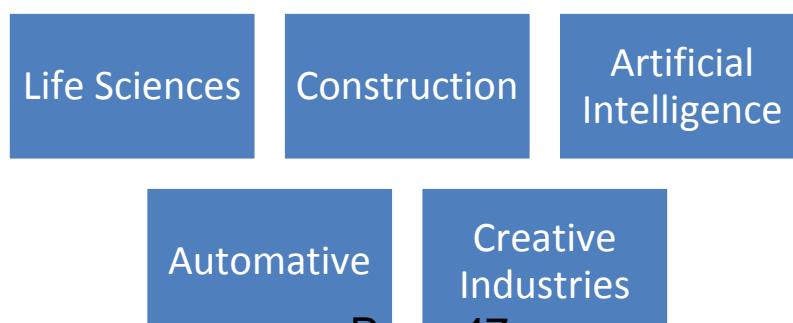 Life Sciences
Construction
Artificial
Intelligence
Automative
Creative
Industries